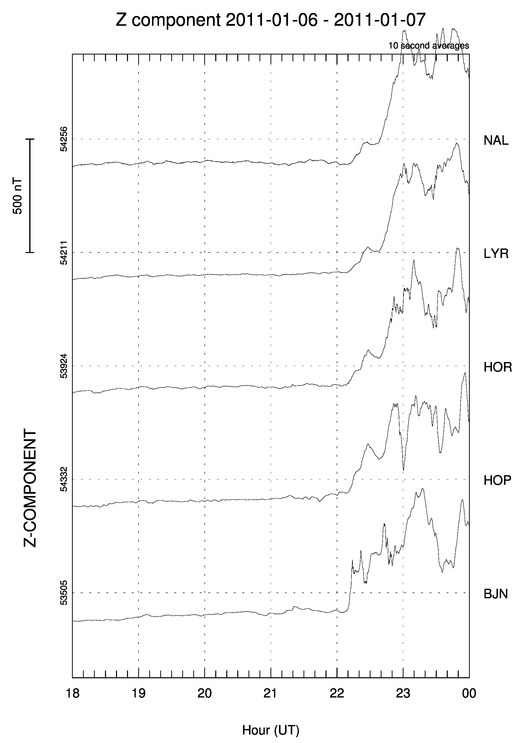 Z component 2011-01-06 - 2011-01-07
10 second averages
54256
NAL
500 nT
54211
LYR
53924
HOR
54332
HOP
Z-COMPONENT
53505
BJN
18 19 20 21 22 23 00
Hour (UT)